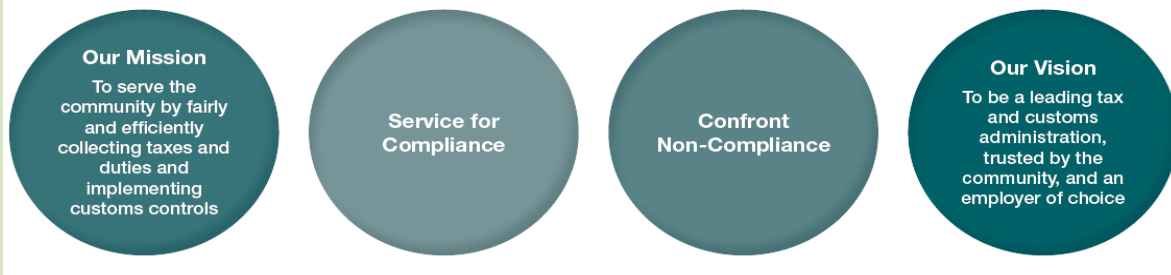 Our Mission
To serve the
community by fairly
and efficiently
collecting taxes and
duties and
implementing
customs controls
Service for
Compliance
Confront
Non-Compliance
Our Vision
To be a leading tax
and customs
administration,
trusted by the
community, and an
employer of choice